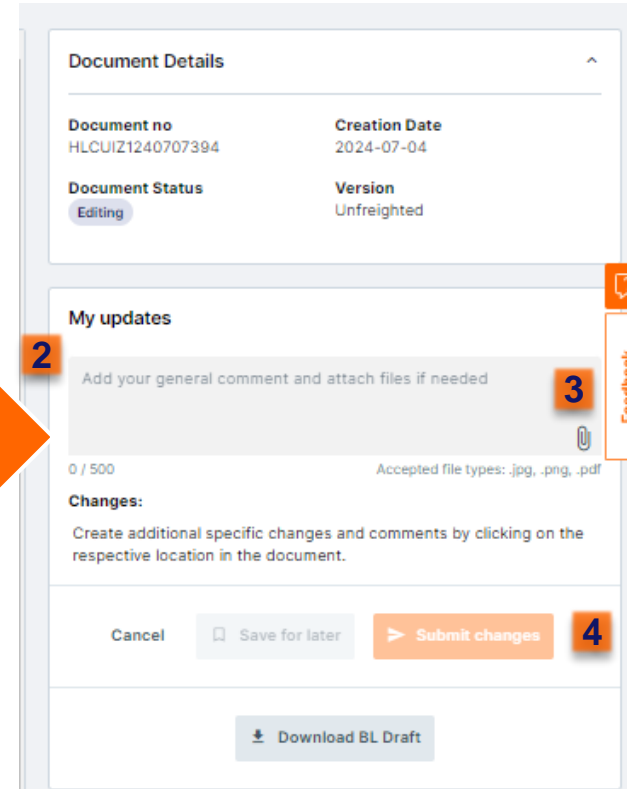 Document Details
Document no Creation Date
HLCUIZ1240707394 2024-07-04
Document Status Version
Editing Unfreighted
My updates
2
Add your general comment and attach files if needed
3
Feedback
0 / 500 Accepted file types: .jpg, .png, .pdf
Changes:
Create additional specific changes and comments by clicking on the
respective location in the document.
Cancel Save for later Submit changes 4
Download BL Draft